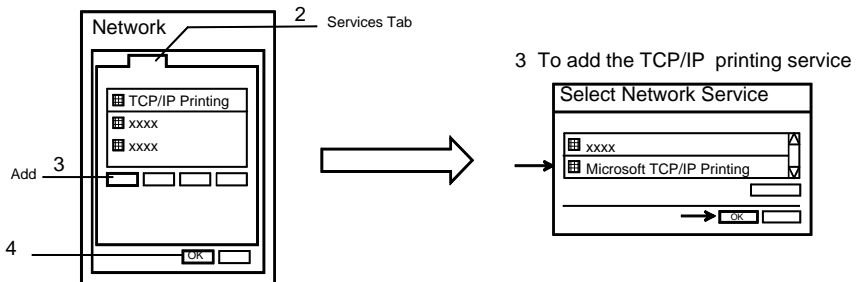 Network
2 Services Tab
TCP/IP Printing
xxxx
xxxx
Add 3
4
OK
3 To add the TCP/IP printing service
Select Network Service
xxxx
Microsoft TCP/IP Printing
OK